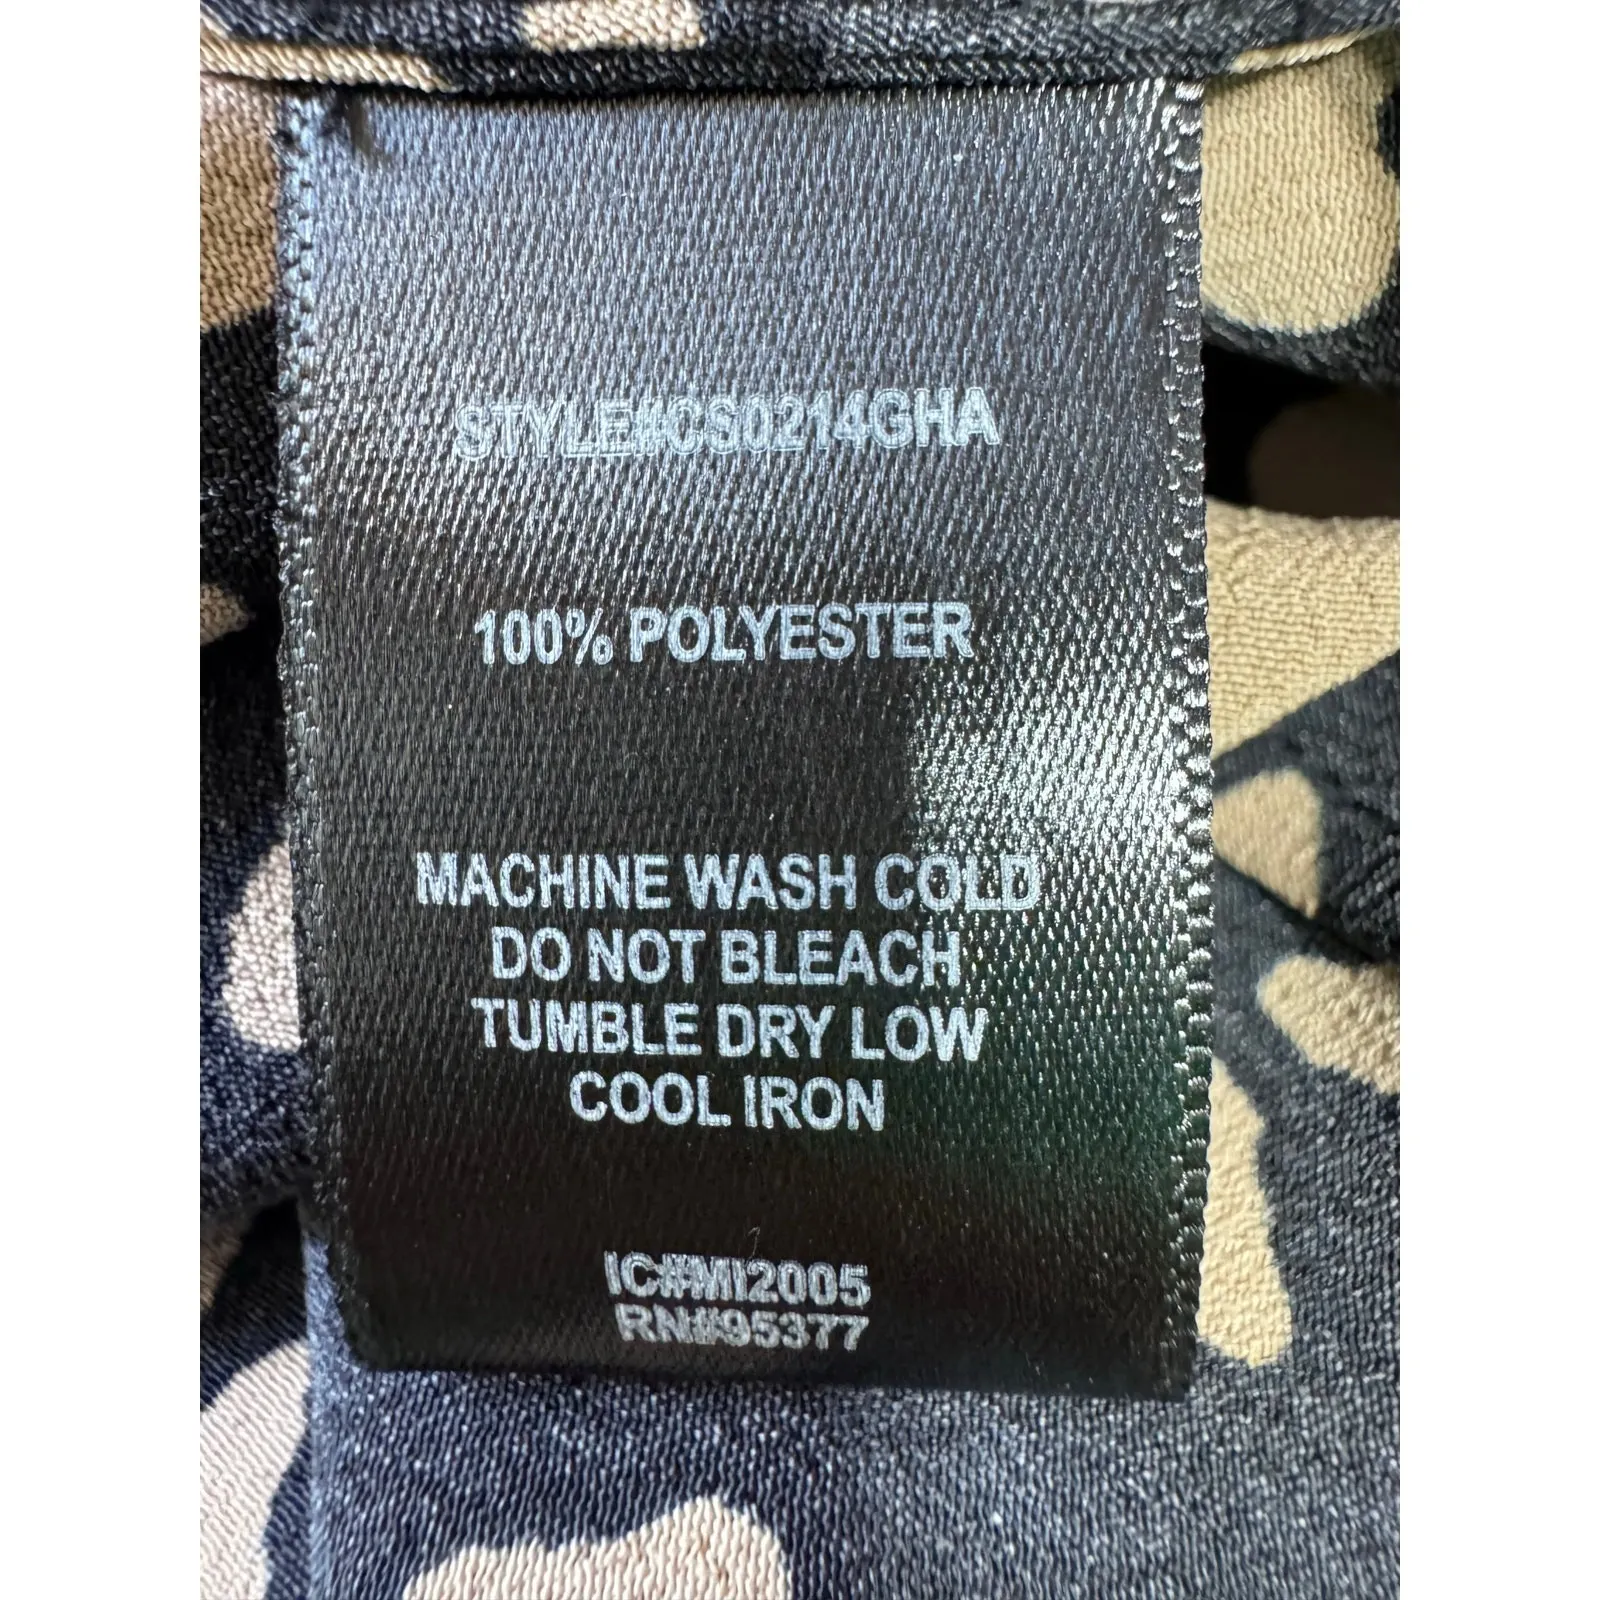 STYLE#CS0214GHA
100% POLYESTER
MACHINE WASH COLD
DO NOT BLEACH
TUMBLE DRY LOW
COOL IRON
IC#MI2005
RN#95377